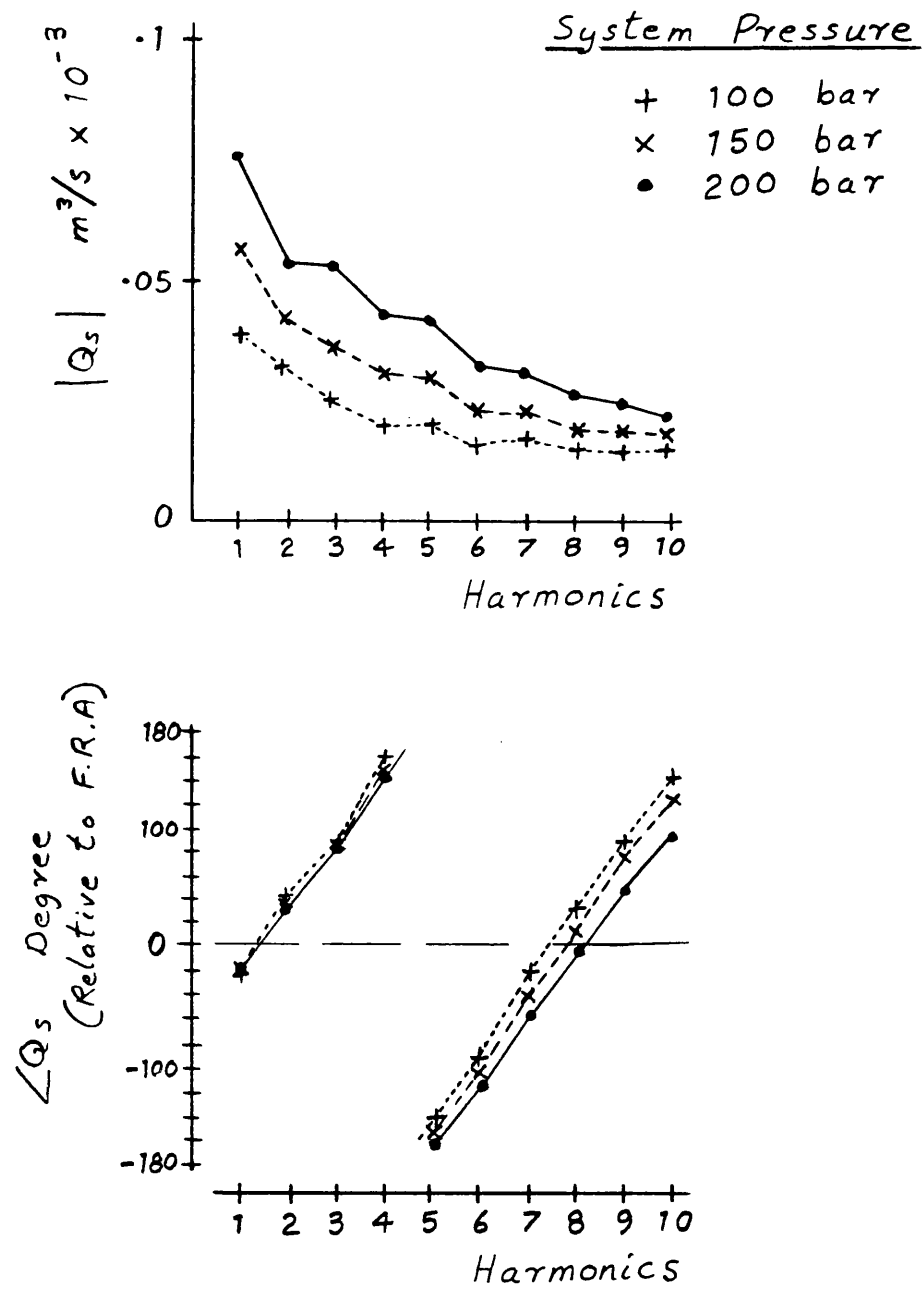 System Pressure
+ 100 bar
× 150 bar
● 200 bar
|Qs| m³/s × 10⁻³
.1
.05
0
1 2 3 4 5 6 7 8 9 10
Harmonics
∠Qs Degree
(Relative to F.R.A)
180
100
0
-100
-180
1 2 3 4 5 6 7 8 9 10
Harmonics